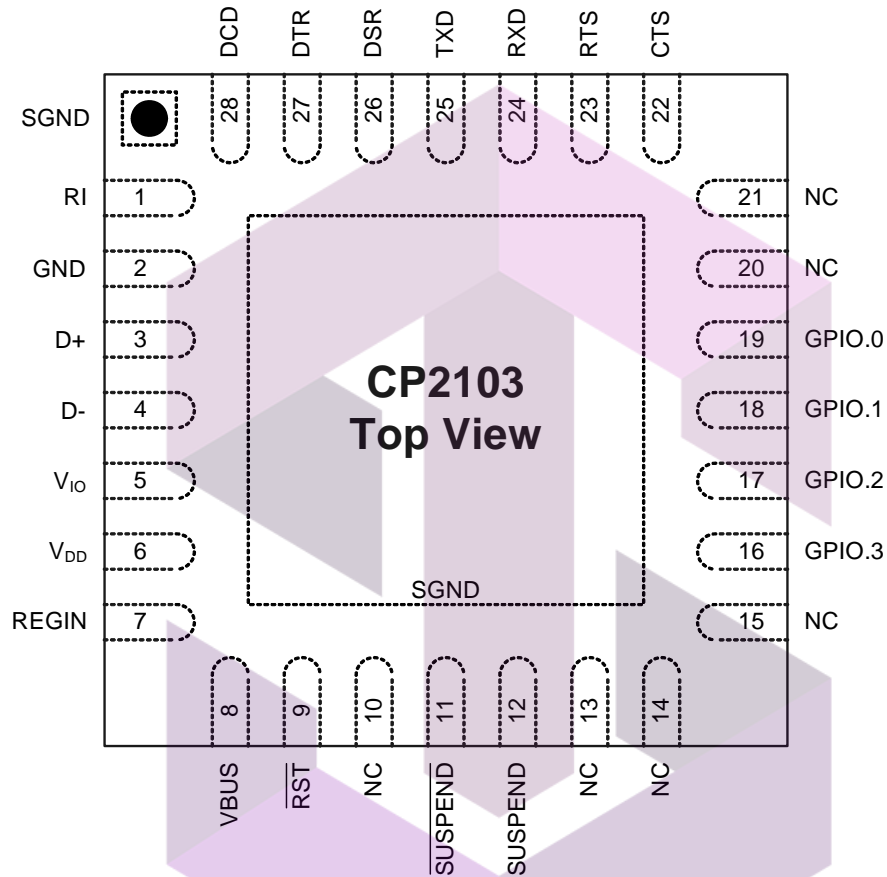 DCD DTR DSR TXD RXD RTS CTS
28 27 26 25 24 23 22
SGND
RI 1 21 NC
GND 2 20 NC
D+ 3 19 GPIO.0
D- 4 18 GPIO.1
VIO 5 17 GPIO.2
VDD 6 16 GPIO.3
REGIN 7 15 NC
CP2103
Top View
SGND
8 9 10 11 12 13 14
VBUS RST NC SUSPEND SUSPEND NC NC